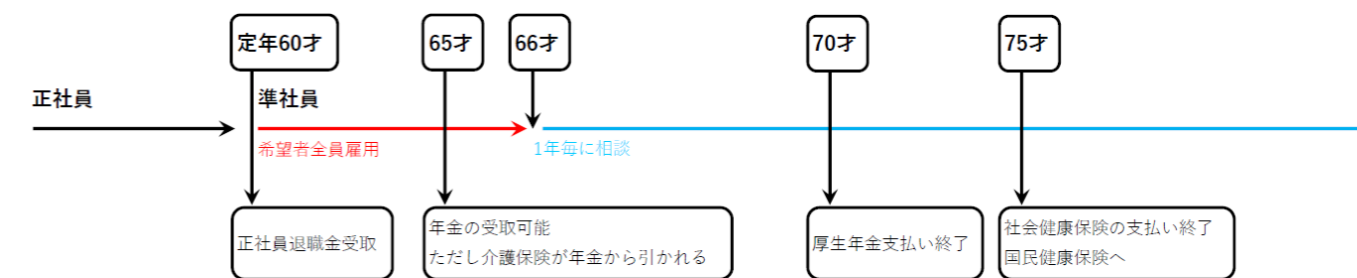 定年60才
65才
66才
70才
75才
正社員
準社員
希望者全員雇用
1年毎に相談
正社員退職金受取
年金の受取可能
ただし介護保険が年金から引かれる
厚生年金支払い終了
社会健康保険の支払い終了
国民健康保険へ